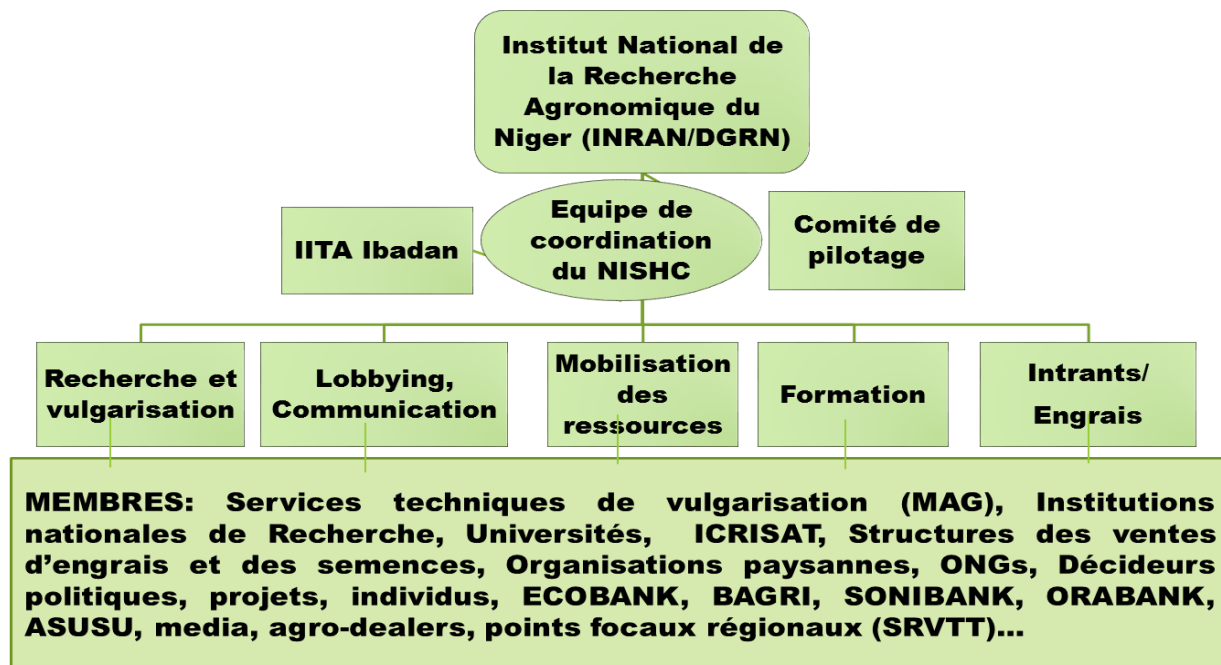 Institut National de
la Recherche
Agronomique du
Niger (INRAN/DGRN)
IITA Ibadan
Equipe de
coordination
du NISHC
Comité de
pilotage
Recherche et
vulgarisation
Lobbying,
Communication
Mobilisation
des
ressources
Formation
Intrants/
Engrais
MEMBRES: Services techniques de vulgarisation (MAG), Institutions
nationales de Recherche, Universités, ICRISAT, Structures des ventes
d’engrais et des semences, Organisations paysannes, ONGs, Décideurs
politiques, projets, individus, ECOBANK, BAGRI, SONIBANK, ORABANK,
ASUSU, media, agro-dealers, points focaux régionaux (SRVTT)...